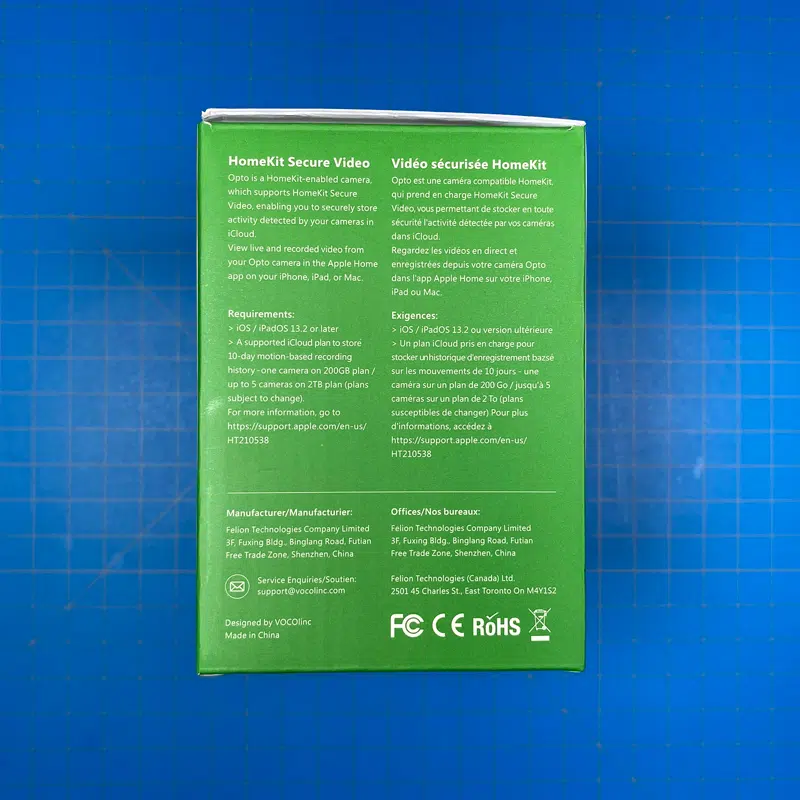 HomeKit Secure Video
Opto is a HomeKit-enabled camera,
which supports HomeKit Secure
Video, enabling you to securely store
activity detected by your cameras in
iCloud.
View live and recorded video from
your Opto camera in the Apple Home
app on your iPhone, iPad, or Mac.
Requirements:
> iOS / iPadOS 13.2 or later
> A supported iCloud plan to store
10-day motion-based recording
history-one camera on 200GB plan /
up to 5 cameras on 2TB plan (plans
subject to change).
For more information, go to
https://support.apple.com/en-us/
HT210538
Vidéo sécurisée HomeKit
Opto est une caméra compatible HomeKit,
qui prend en charge HomeKit Secure
Video, vous permettant de stocker en toute
sécurité l'activité détectée par vos caméras
dans iCloud.
Regardez les vidéos en direct et
enregistrées depuis votre caméra Opto
dans l'app Apple Home sur votre iPhone,
iPad ou Mac.
Exigences:
> iOS / iPadOS 13.2 ou version ultérieure
> Un plan iCloud pris en charge pour
stocker unhistorique d'enregistrement bazsé
sur les mouvements de 10 jours - une
caméra sur un plan de 200 Go / jusqu'à 5
caméras sur un plan de 2 To (plans
susceptibles de changer) Pour plus
d'informations, accédez à
https://support.apple.com/en-us/
HT210538
Manufacturer/Manufacturier:
Felion Technologies Company Limited
3F, Fuxing Bldg., Binglang Road, Futian
Free Trade Zone, Shenzhen, China
Service Enquiries/Soutien:
support@vocolinc.com
Designed by VOCOlinc
Made in China
Offices/Nos bureaux:
Felion Technologies Company Limited
3F, Fuxing Bldg., Binglang Road, Futian
Free Trade Zone, Shenzhen, China
Felion Technologies (Canada) Ltd.
2501 45 Charles St., East Toronto On M4Y1S2
FC CE RoHS